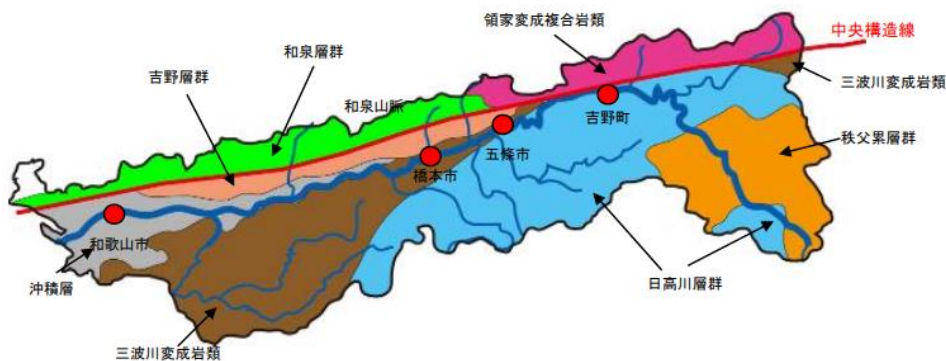 領家変成複合岩類
中央構造線
和泉層群
吉野層群
三波川変成岩類
和泉山脈
吉野町
秩父累層群
五條市
橋本市
和歌山市
日高川層群
沖積層
三波川変成岩類